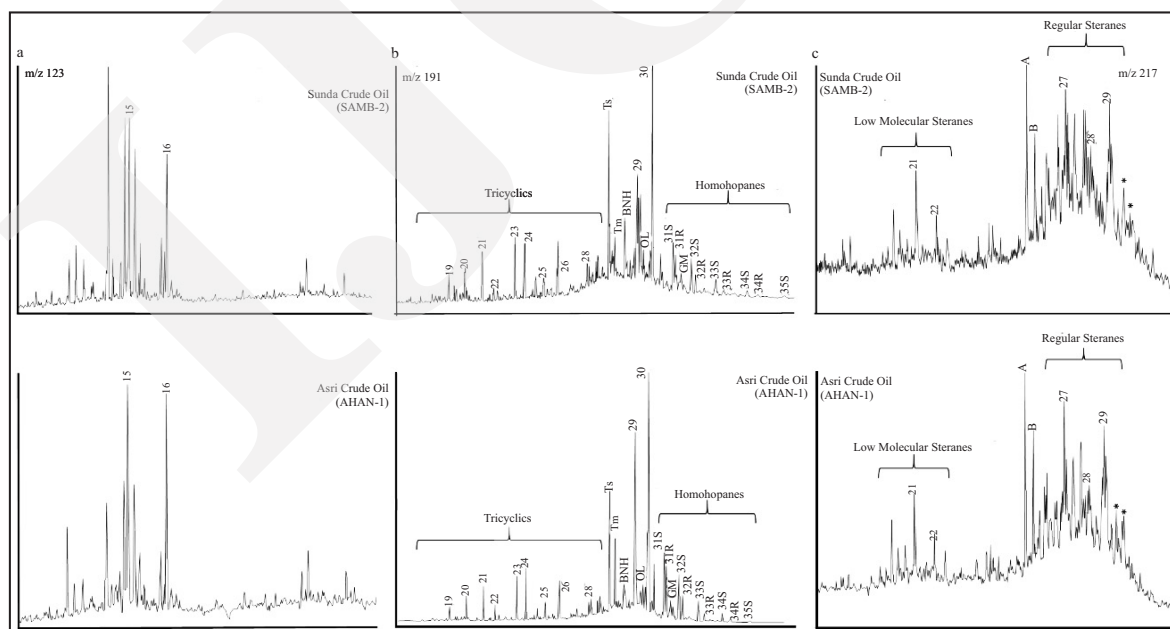 a
m/z 123
Sunda Crude Oil
(SAMB-2)
15
16
b
m/z 191
Sunda Crude Oil
(SAMB-2)
Tricyclics
Homohopanes
19
20
21
22
23
24
25
26
28
Ts
Tm
BNH
29
OL
30
31S
31R
GM
32S
32R
33S
33R
34S
34R
35S
c
Regular Steranes
m/z 217
Sunda Crude Oil
(SAMB-2)
Low Molecular Steranes
21
22
A
B
27
28
29
*
*
Asri Crude Oil
(AHAN-1)
15
16
Asri Crude Oil
(AHAN-1)
Tricyclics
Homohopanes
19
20
21
22
23
24
25
26
28
Ts
Tm
BNH
29
OL
30
31S
31R
GM
32S
32R
33S
33R
34S
34R
35S
Regular Steranes
Asri Crude Oil
(AHAN-1)
Low Molecular Steranes
21
22
A
B
27
28
29
*
*